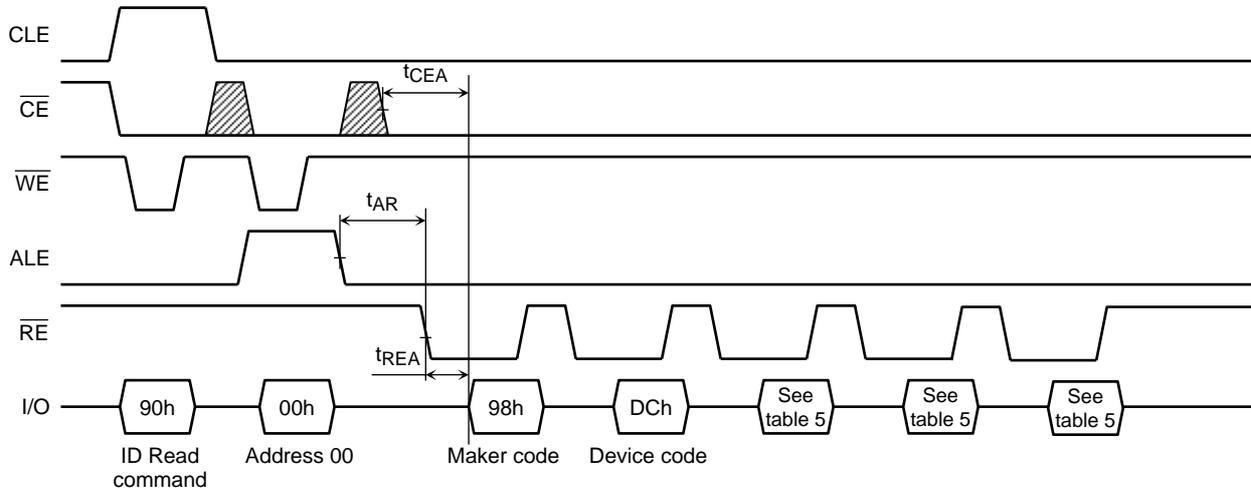 CLE
tCEA
CE
WE
tAR
ALE
RE
tREA
I/O
90h
00h
98h
DCh
See
table 5
See
table 5
See
table 5
ID Read
command
Address 00
Maker code
Device code